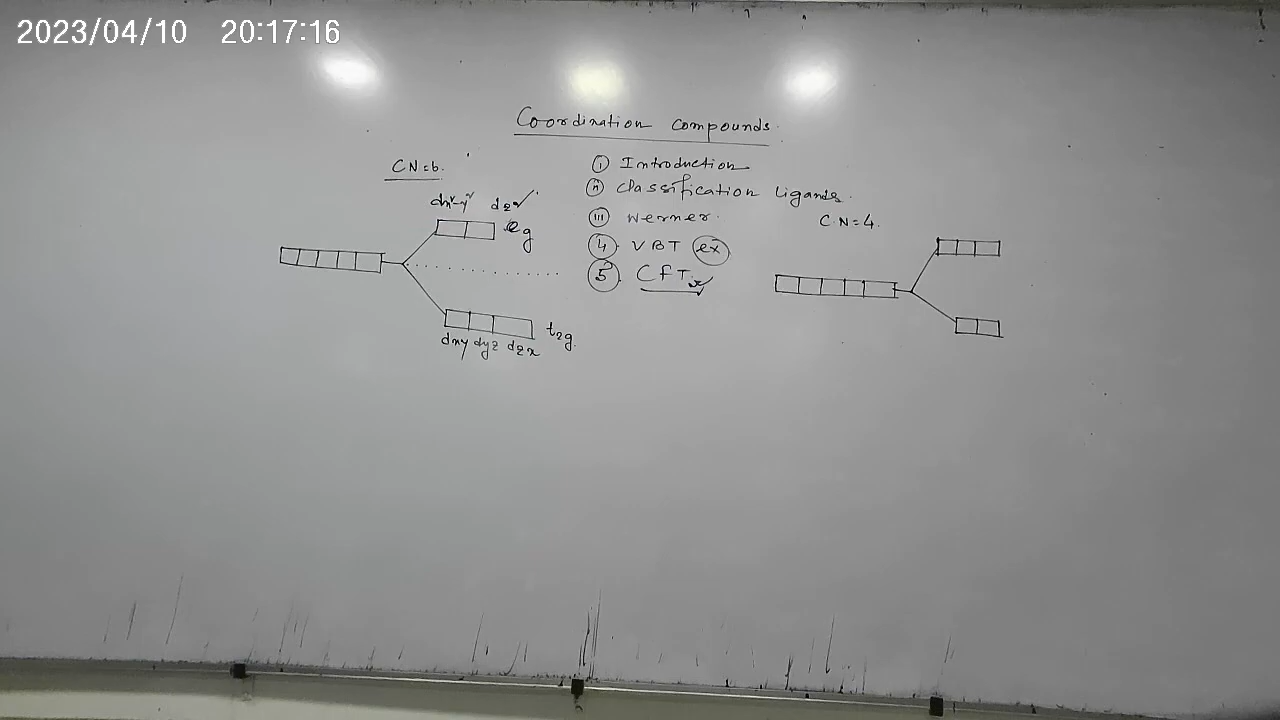 2023/04/10 20:17:16
Coordination compounds.
CN=6.
(i) Introduction
(ii) classification ligands.
(iii) Werner.
(4) VBT (ex)
(5) CFT
dx²-y² dz²
eg
t₂g.
dxy dyz dzx
C.N=4.